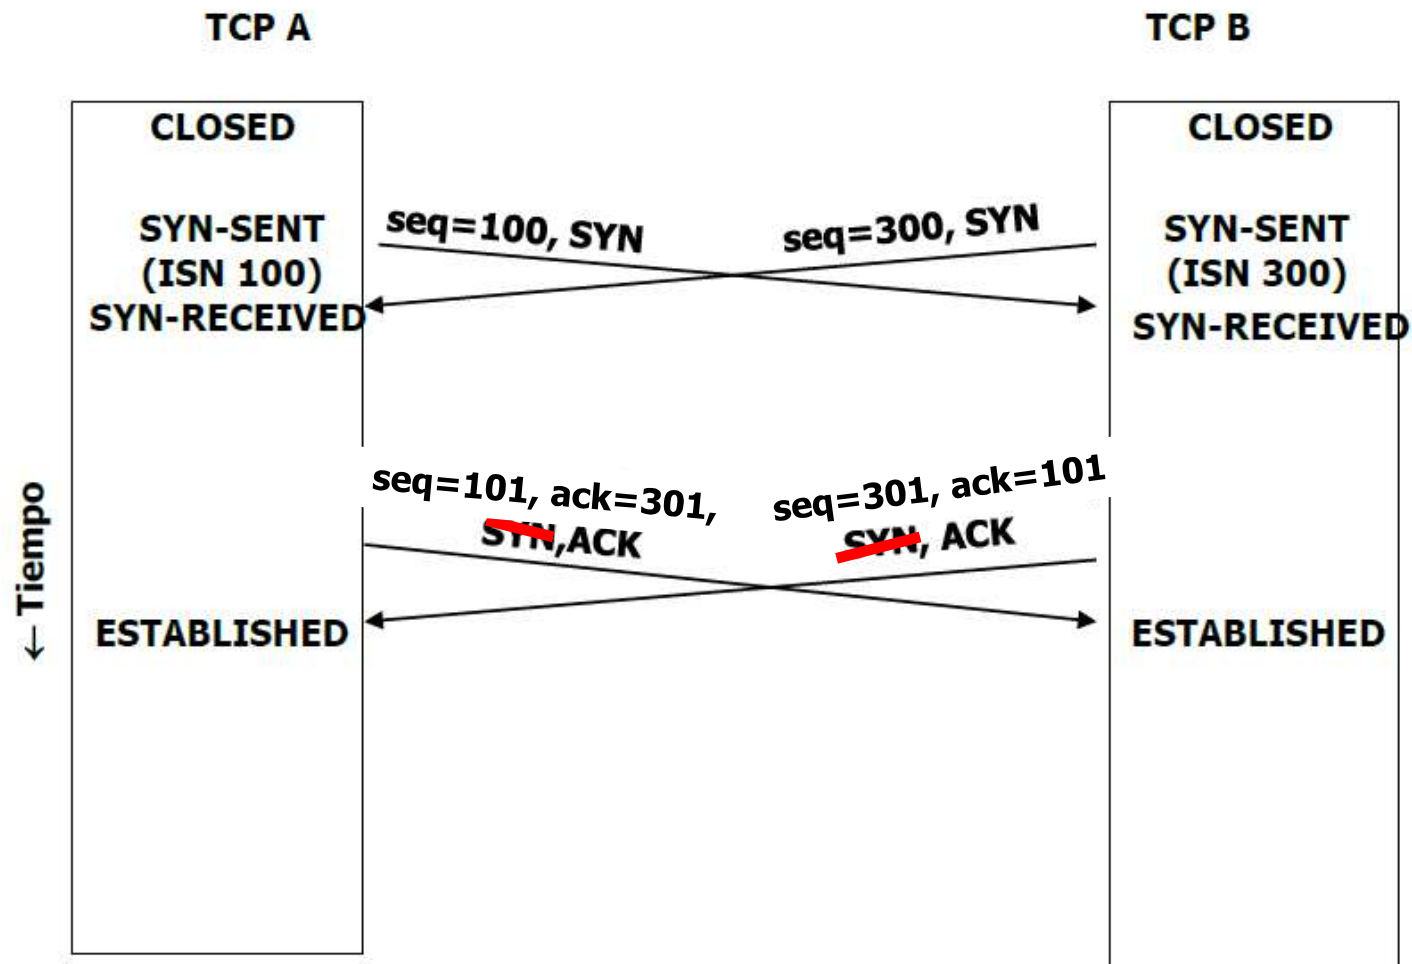 TCP A
TCP B
CLOSED
SYN-SENT
(ISN 100)
SYN-RECEIVED
ESTABLISHED
seq=100, SYN
seq=300, SYN
seq=101, ack=301,
SYN,ACK
seq=301, ack=101
SYN, ACK
CLOSED
SYN-SENT
(ISN 300)
SYN-RECEIVED
ESTABLISHED
← Tiempo